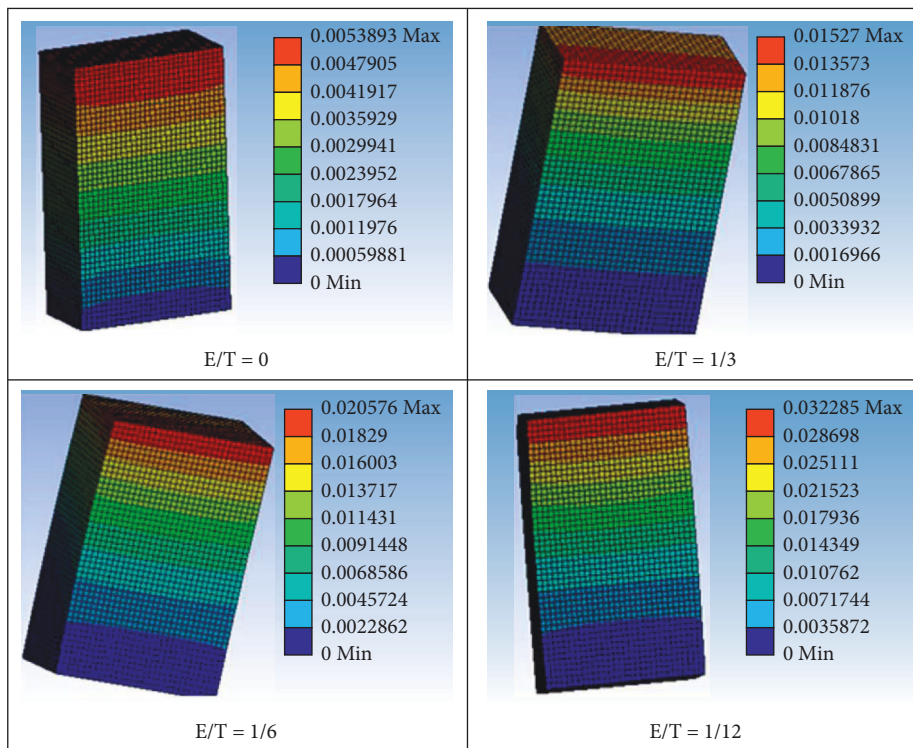 0.0053893 Max
0.0047905
0.0041917
0.0035929
0.0029941
0.0023952
0.0017964
0.0011976
0.00059881
0 Min
E/T = 0
0.01527 Max
0.013573
0.011876
0.01018
0.0084831
0.0067865
0.0050899
0.0033932
0.0016966
0 Min
E/T = 1/3
0.020576 Max
0.01829
0.016003
0.013717
0.011431
0.0091448
0.0068586
0.0045724
0.0022862
0 Min
E/T = 1/6
0.032285 Max
0.028698
0.025111
0.021523
0.017936
0.014349
0.010762
0.0071744
0.0035872
0 Min
E/T = 1/12